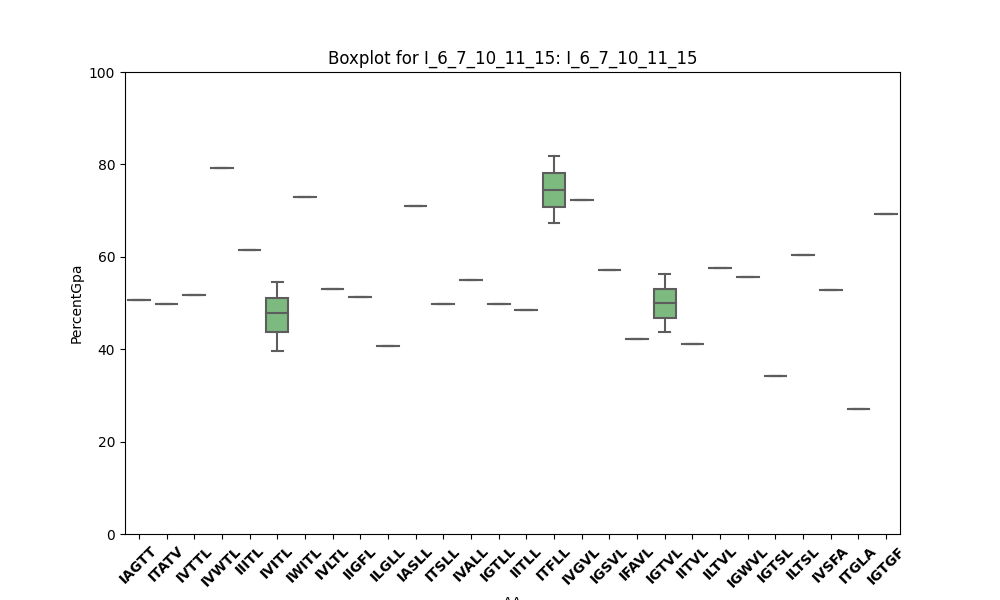 Boxplot for I_6_7_10_11_15: I_6_7_10_11_15
100
80
60
40
20
0
PercentGpa
IAGTT
ITATV
IVTTL
IVWTL
IIITL
IVITL
IWITL
IVLTL
IIGFL
ILGLL
IASLL
ITSLL
IVALL
IGTLL
IITLL
ITFLL
IVGVL
IGSVL
IFAVL
IGTVL
IITVL
ILTVL
IGWVL
IGTSL
ILTSL
IVSFA
ITGLA
IGTGF